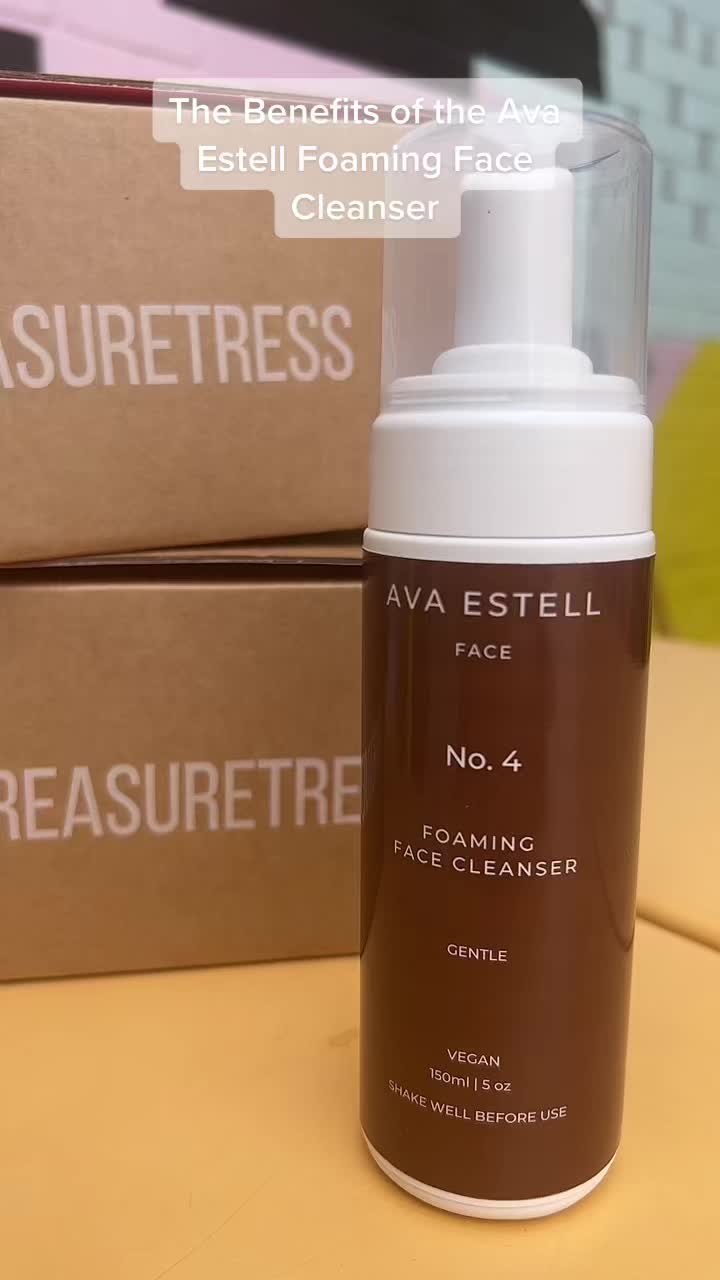 The Benefits of the Ava
Estell Foaming Face
Cleanser
ASURETRESS
REASURETRE
AVA ESTELL
FACE
No. 4
FOAMING
FACE CLEANSER
GENTLE
VEGAN
150ml | 5 oz
SHAKE WELL BEFORE USE